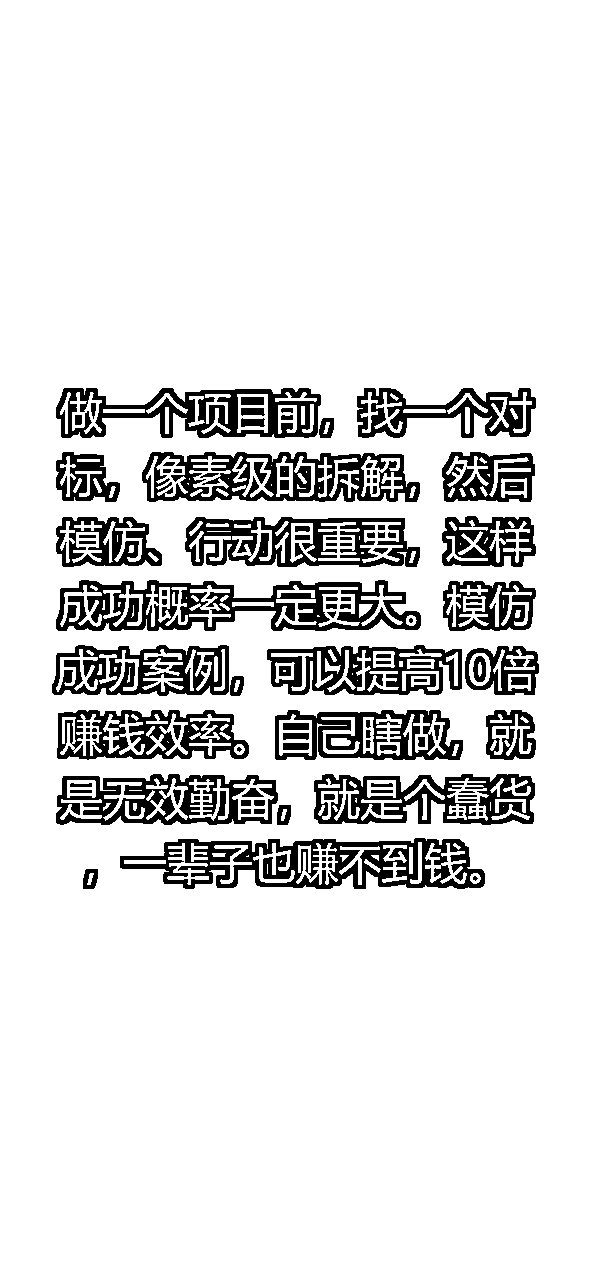 做一个项目前，找一个对
标，像素级的拆解，然后
模仿、行动很重要，这样
成功概率一定更大。模仿
成功案例，可以提高10倍
赚钱效率。自己瞎做，就
是无效勤奋，就是个蠢货
，一辈子也赚不到钱。